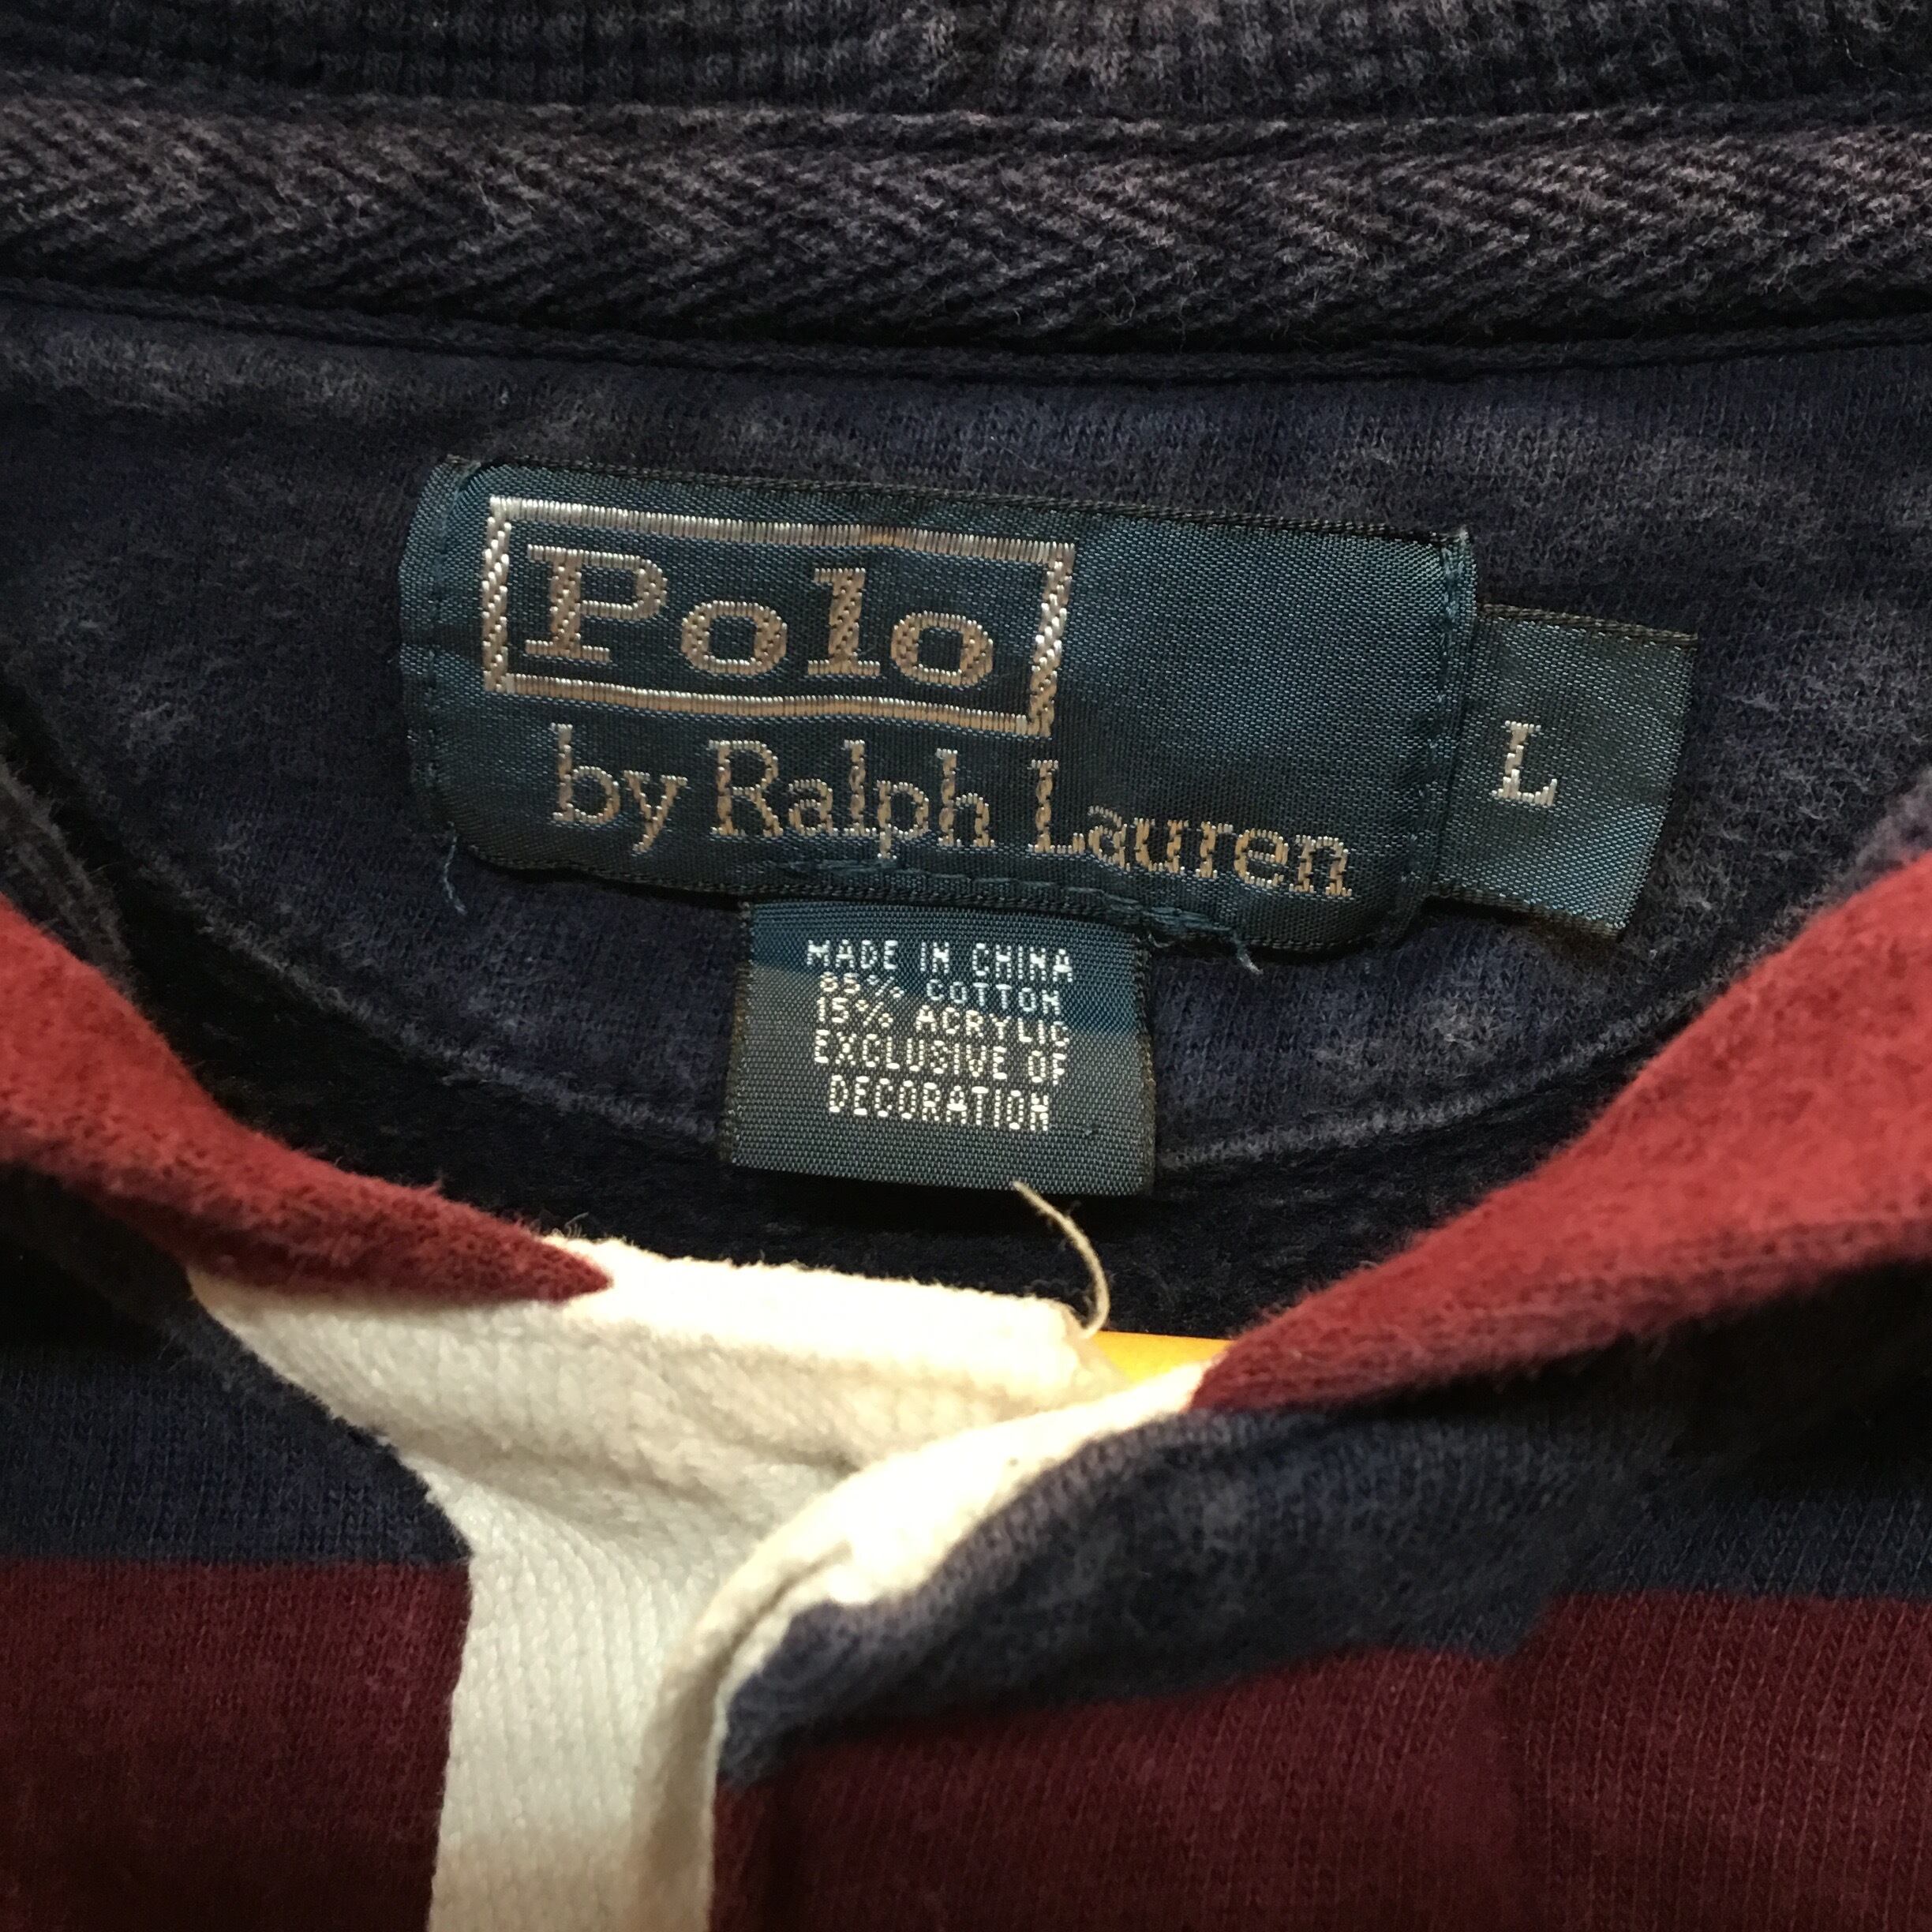 Polo
by Ralph Lauren
L
MADE IN CHINA
85% COTTON
15% ACRYLIC
EXCLUSIVE OF
DECORATION